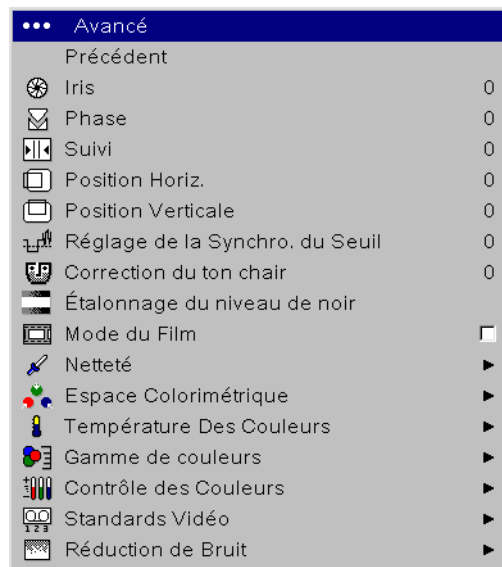 Avancé
Précédent
Iris 0
Phase 0
Suivi 0
Position Horiz. 0
Position Verticale 0
Réglage de la Synchro. du Seuil 0
Correction du ton chair 0
Étalonnage du niveau de noir
Mode du Film
Netteté
Espace Colorimétrique
Température Des Couleurs
Gamme de couleurs
Contrôle des Couleurs
Standards Vidéo
Réduction de Bruit